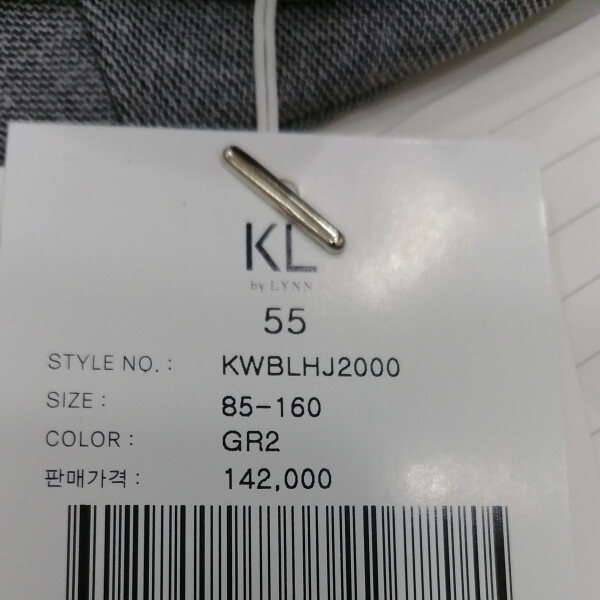 KL
by LYNN
55
STYLE NO. : KWBLHJ2000
SIZE : 85-160
COLOR : GR2
판매가격 : 142,000